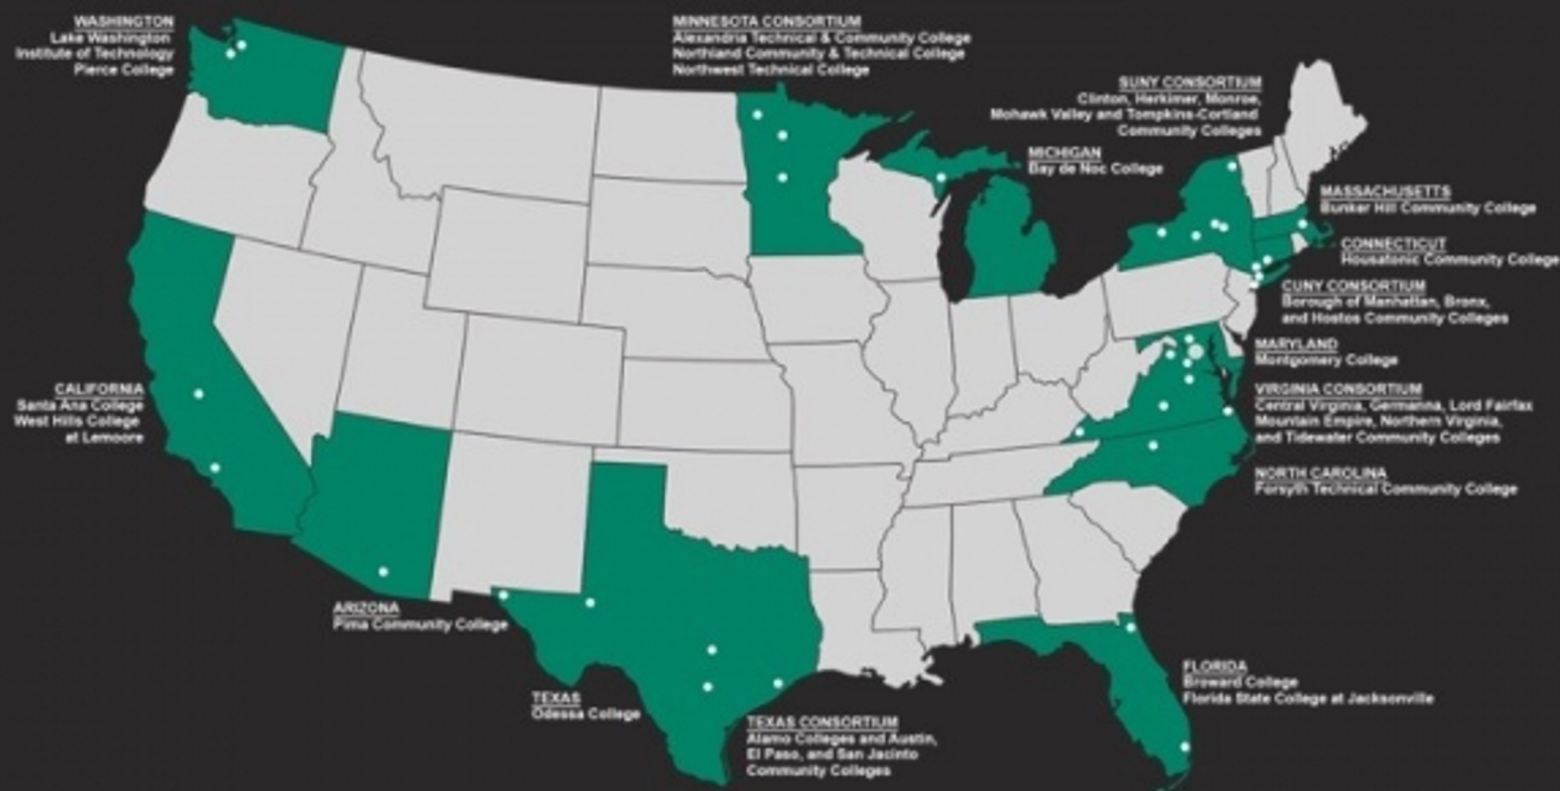 WASHINGTON
Lake Washington
Institute of Technology
Pierce College
MINNESOTA CONSORTIUM
Alexandria Technical & Community College
Northland Community & Technical College
Northwest Technical College
SUNY CONSORTIUM
Clinton, Herkimer, Monroe,
Mohawk Valley and Tompkins-Cortland
Community Colleges
MICHIGAN
Bay de Noc College
MASSACHUSETTS
Bunker Hill Community College
CONNECTICUT
Housatonic Community College
CUNY CONSORTIUM
Borough of Manhattan, Bronx,
and Hostos Community Colleges
MARYLAND
Montgomery College
CALIFORNIA
Santa Ana College
West Hills College
at Lemoore
VIRGINIA CONSORTIUM
Central Virginia, Germanna, Lord Fairfax
Mountain Empire, Northern Virginia,
and Tidewater Community Colleges
NORTH CAROLINA
Forsyth Technical Community College
ARIZONA
Pima Community College
TEXAS
Odessa College
TEXAS CONSORTIUM
Alamo Colleges and Austin,
El Paso, and San Jacinto
Community Colleges
FLORIDA
Broward College
Florida State College at Jacksonville